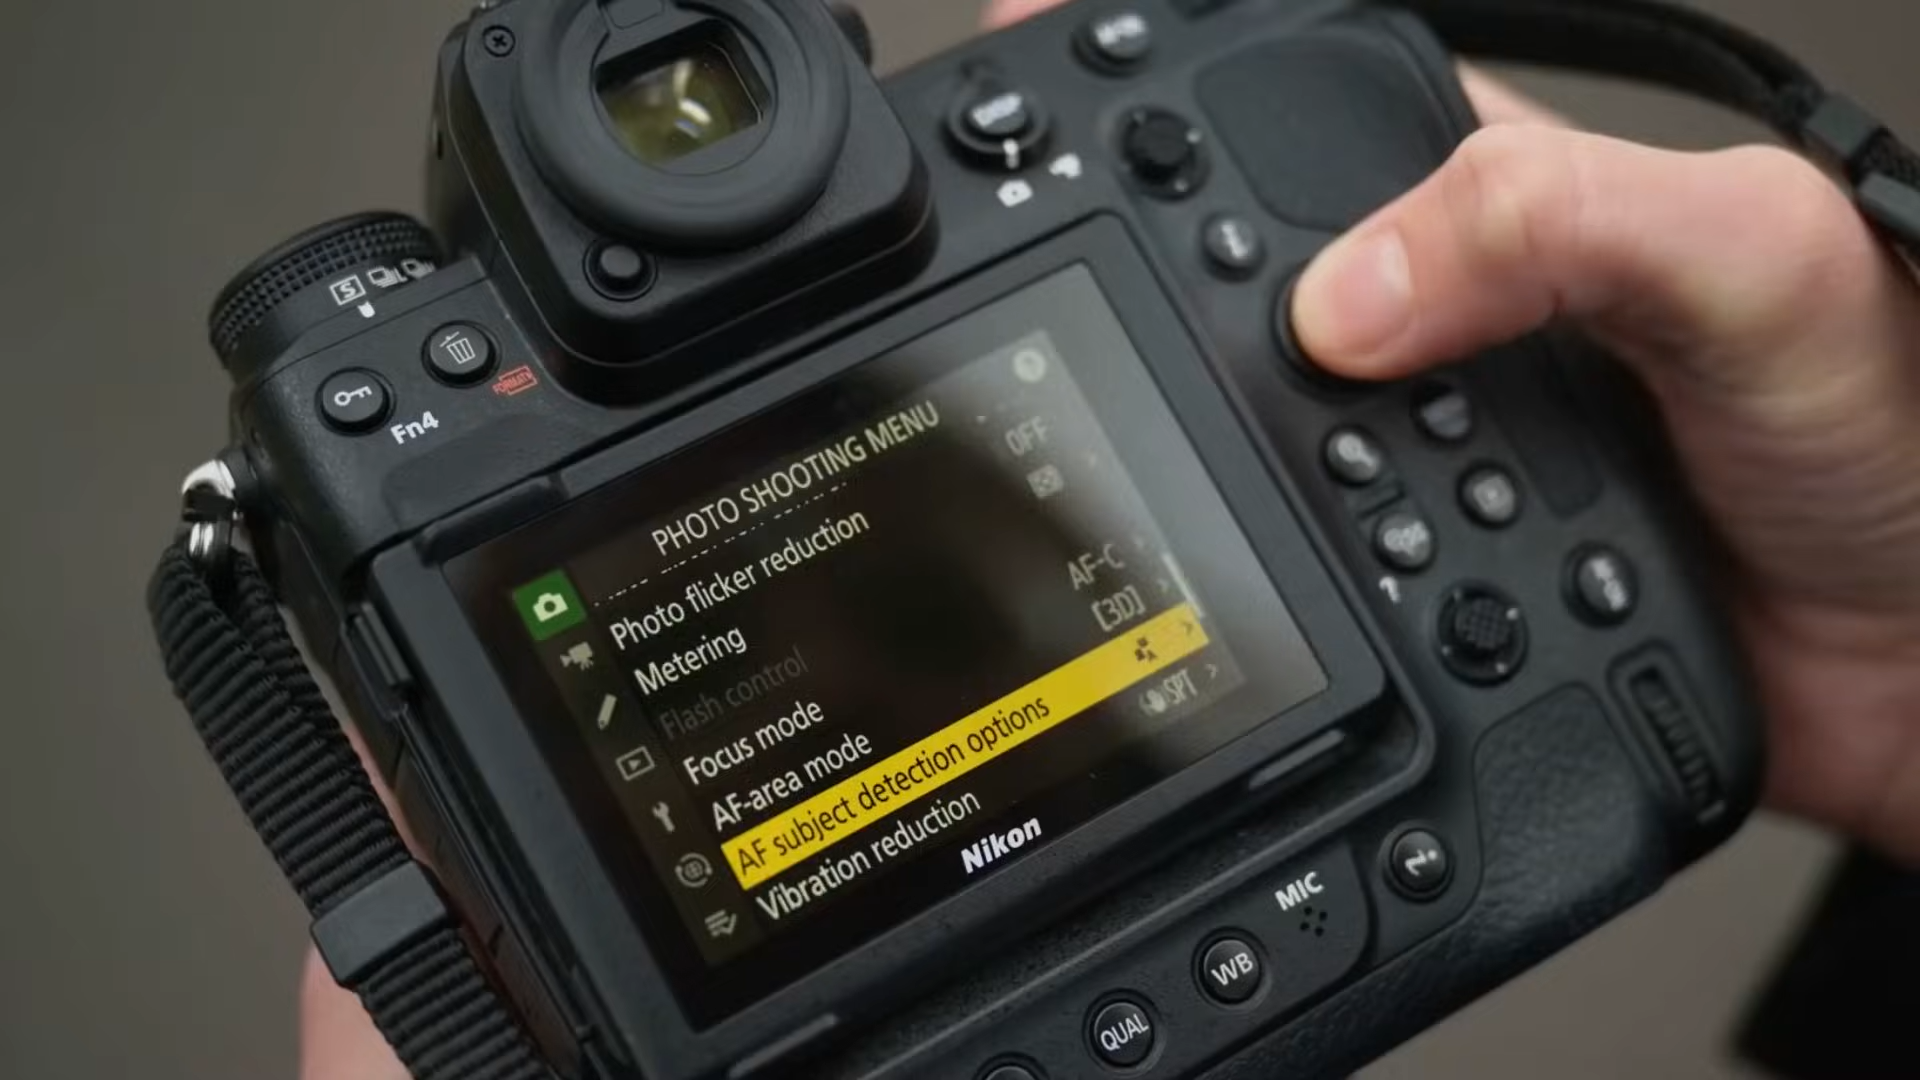 DISP
S
Fn4
FORMAT
PHOTO SHOOTING MENU
Photo flicker reduction OFF
Metering
Flash control
Focus mode AF-C
AF-area mode [3D]
AF subject detection options
Vibration reduction SPT
Nikon
MIC
i
WB
QUAL
?